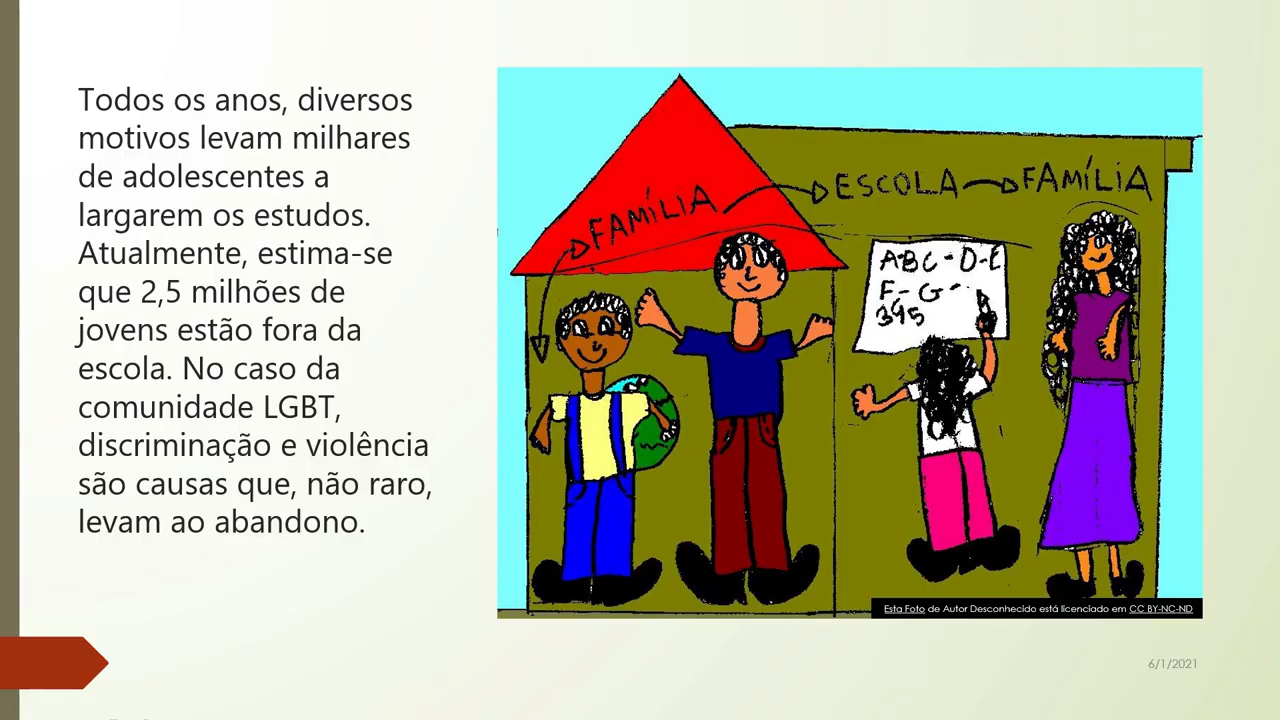 Todos os anos, diversos
motivos levam milhares
de adolescentes a
largarem os estudos.
Atualmente, estima-se
que 2,5 milhões de
jovens estão fora da
escola. No caso da
comunidade LGBT,
discriminação e violência
são causas que, não raro,
levam ao abandono.
FAMÍLIA
ESCOLA
FAMÍLIA
A-B-C-D-E
F-G-
395
Esta Foto de Autor Desconhecido está licenciado em CC BY-NC-ND
6/1/2021